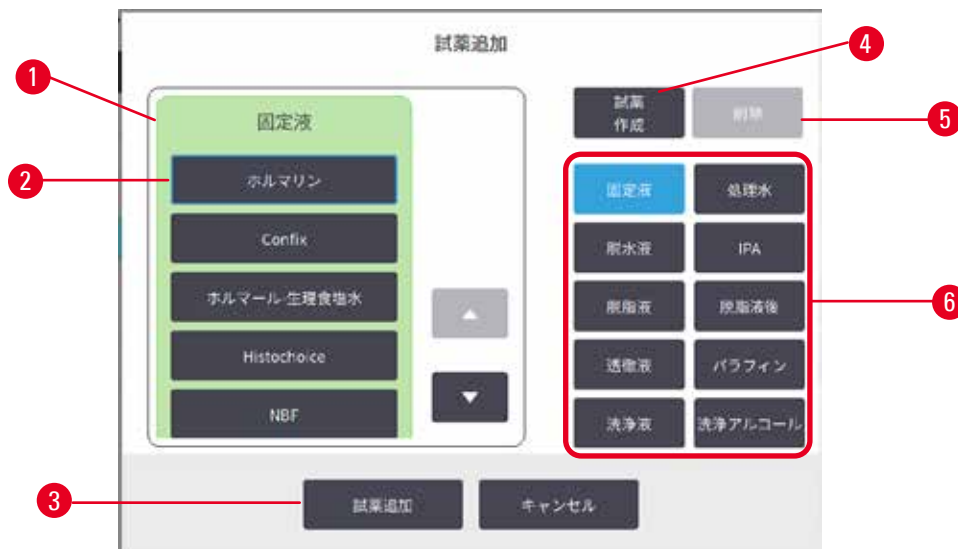 試薬追加
4
1
試薬
作成
削除
5
固定液
2
ホルマリン
固定液
処理水
Confix
脱水液
IPA
ホルマール-生理食塩水
脱脂液
脱脂液後
6
Histochoice
透徹液
パラフィン
NBF
洗浄液
洗浄アルコール
3
試薬追加
キャンセル